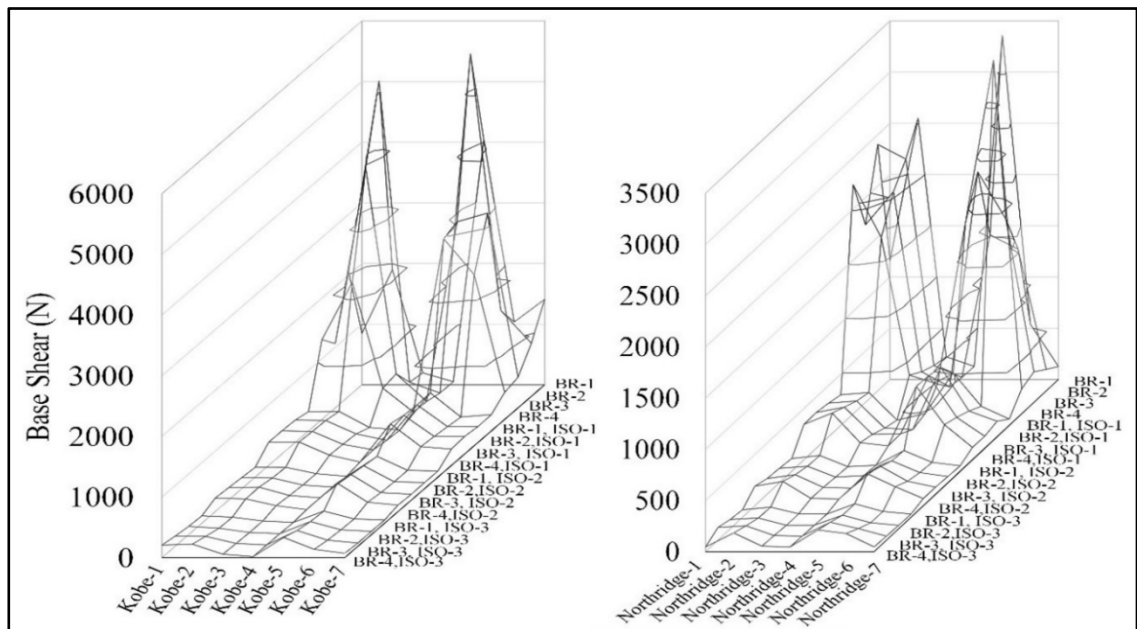 Base Shear (N)
6000
5000
4000
3000
2000
1000
0
Kobe-1
Kobe-2
Kobe-3
Kobe-4
Kobe-5
Kobe-6
Kobe-7
BR-1
BR-2
BR-3
BR-4
BR-1, ISO-1
BR-2,ISO-1
BR-3, ISO-1
BR-4,ISO-1
BR-1, ISO-2
BR-2,ISO-2
BR-3, ISO-2
BR-4,ISO-2
BR-1, ISO-3
BR-2,ISO-3
BR-3, ISO-3
BR-4,ISO-3
3500
3000
2500
2000
1500
1000
500
0
Northridge-1
Northridge-2
Northridge-3
Northridge-4
Northridge-5
Northridge-6
Northridge-7
BR-1
BR-2
BR-3
BR-4
BR-1, ISO-1
BR-2,ISO-1
BR-3, ISO-1
BR-4,ISO-1
BR-1, ISO-2
BR-2,ISO-2
BR-3, ISO-2
BR-4,ISO-2
BR-1, ISO-3
BR-2,ISO-3
BR-3, ISO-3
BR-4,ISO-3